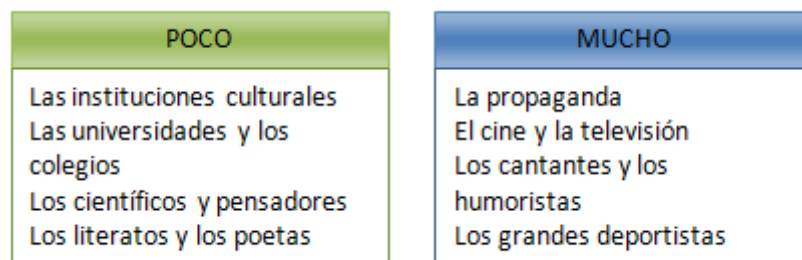 POCO
Las instituciones culturales
Las universidades y los
colegios
Los científicos y pensadores
Los literatos y los poetas
MUCHO
La propaganda
El cine y la televisión
Los cantantes y los
humoristas
Los grandes deportistas